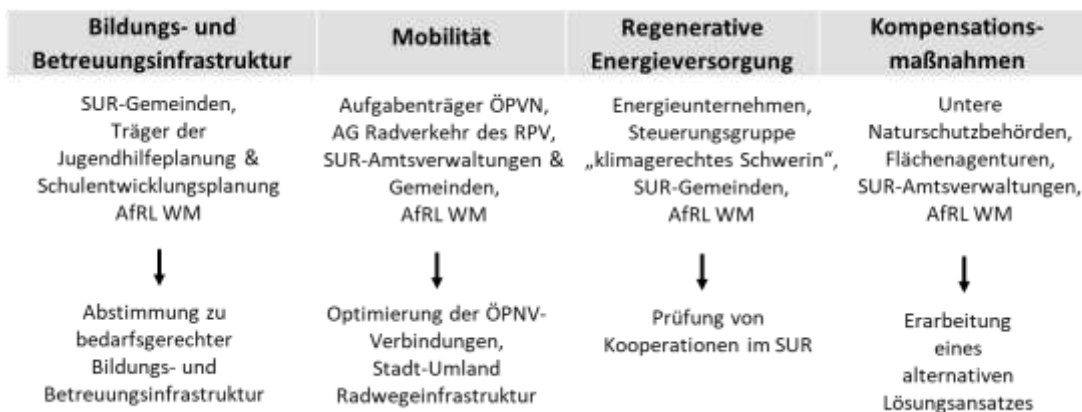 Bildungs- und
Betreuungsinfrastruktur
SUR-Gemeinden,
Träger der
Jugendhilfeplanung &
Schulentwicklungsplanung
AfRL WM
Abstimmung zu
bedarfsgerechter
Bildungs- und
Betreuungsinfrastruktur
Mobilität
Aufgabenträger ÖPVN,
AG Radverkehr des RPV,
SUR-Amtsverwaltungen &
Gemeinden,
AfRL WM
Optimierung der ÖPNV-
Verbindungen,
Stadt-Umland
Radwegeinfrastruktur
Regenerative
Energieversorgung
Energieunternehmen,
Steuerungsgruppe
„klimagerechtes Schwerin“,
SUR-Gemeinden,
AfRL WM
Prüfung von
Kooperationen im SUR
Kompensations-
maßnahmen
Untere
Naturschutzbehörden,
Flächenagenturen,
SUR-Amtsverwaltungen,
AfRL WM
Erarbeitung
eines
alternativen
Lösungsansatzes